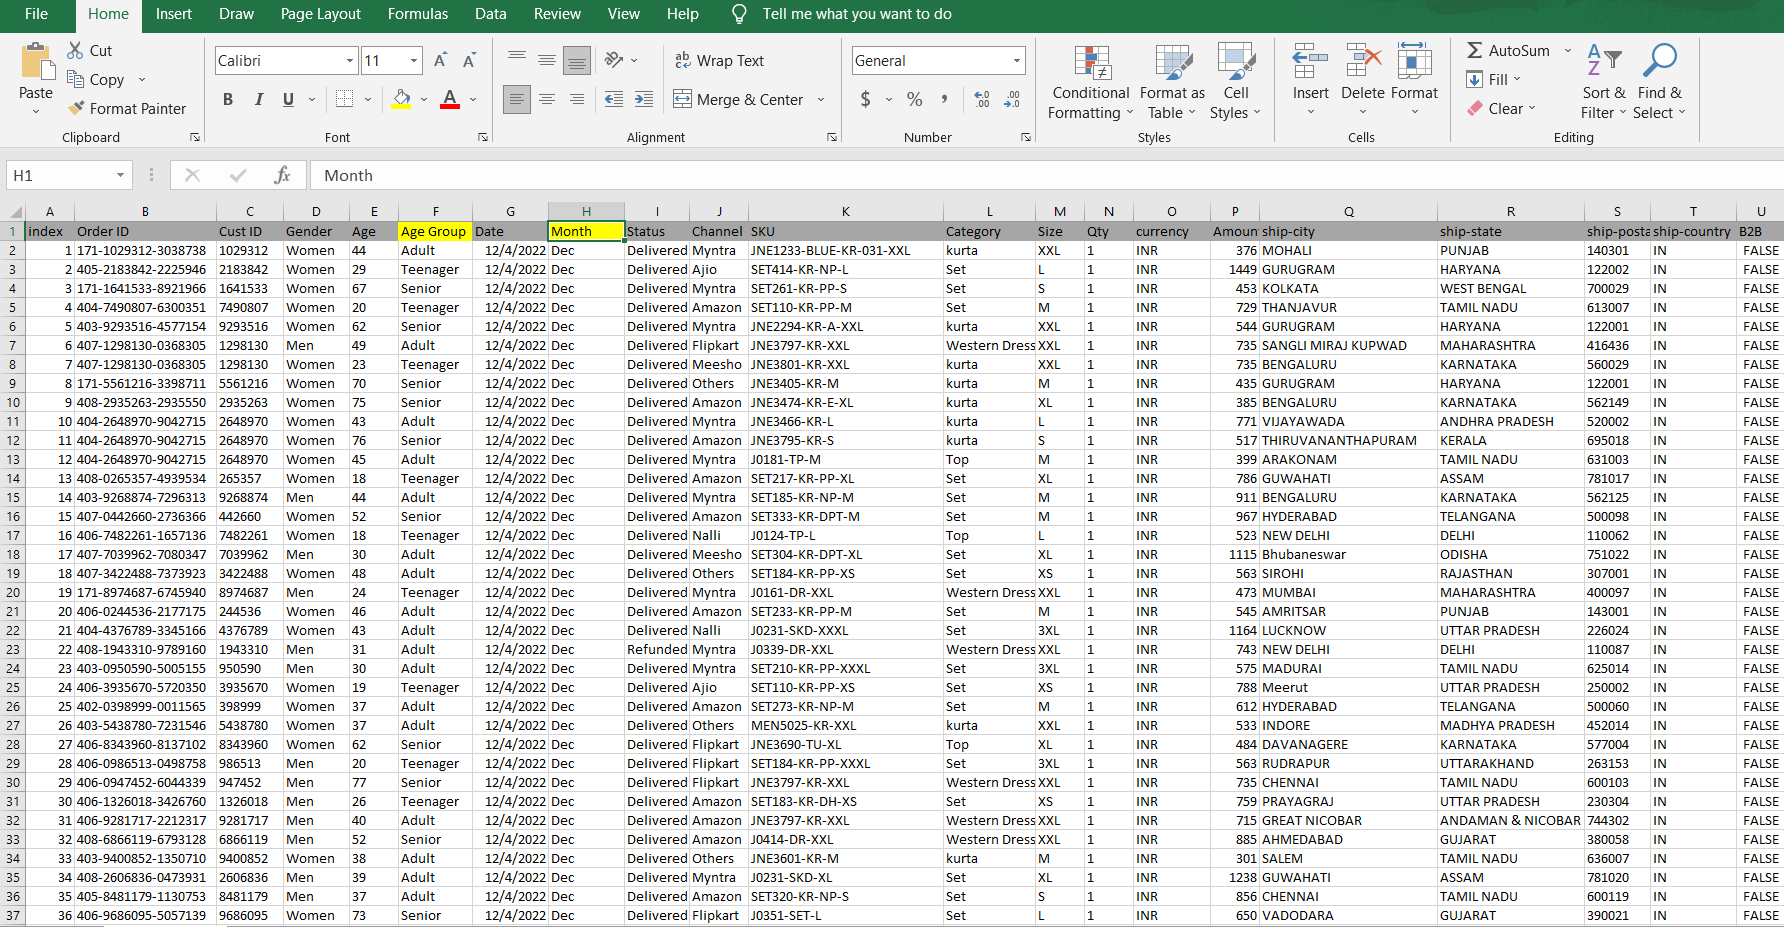 File Home Insert Draw Page Layout Formulas Data Review View Help Tell me what you want to do
Cut
Copy
Format Painter
Paste
Clipboard
Calibri 11
B I U
Font
Wrap Text
Merge & Center
Alignment
General
$ % ,
Number
Conditional Formatting
Format as Table
Cell Styles
Styles
Insert Delete Format
Cells
AutoSum
Fill
Clear
Sort & Filter
Find & Select
Editing
H1 fx Month
A B C D E F G H I J K L M N O P Q R S T U
1 index Order ID Cust ID Gender Age Age Group Date Month Status Channel SKU Category Size Qty currency Amoun ship-city ship-state ship-posta ship-country B2B
2 1 171-1029312-3038738 1029312 Women 44 Adult 12/4/2022 Dec Delivered Myntra JNE1233-BLUE-KR-031-XXL kurta XXL 1 INR 376 MOHALI PUNJAB 140301 IN FALSE
3 2 405-2183842-2225946 2183842 Women 29 Teenager 12/4/2022 Dec Delivered Ajio SET414-KR-NP-L Set L 1 INR 1449 GURUGRAM HARYANA 122002 IN FALSE
4 3 171-1641533-8921966 1641533 Women 67 Senior 12/4/2022 Dec Delivered Myntra SET261-KR-PP-S Set S 1 INR 453 KOLKATA WEST BENGAL 700029 IN FALSE
5 4 404-7490807-6300351 7490807 Women 20 Teenager 12/4/2022 Dec Delivered Amazon SET110-KR-PP-M Set M 1 INR 729 THANJAVUR TAMIL NADU 613007 IN FALSE
6 5 403-9293516-4577154 9293516 Women 62 Senior 12/4/2022 Dec Delivered Myntra JNE2294-KR-A-XXL kurta XXL 1 INR 544 GURUGRAM HARYANA 122001 IN FALSE
7 6 407-1298130-0368305 1298130 Men 49 Adult 12/4/2022 Dec Delivered Flipkart JNE3797-KR-XXL Western Dress XXL 1 INR 735 SANGLI MIRAJ KUPWAD MAHARASHTRA 416436 IN FALSE
8 7 407-1298130-0368305 1298130 Women 23 Teenager 12/4/2022 Dec Delivered Meesho JNE3801-KR-XXL kurta XXL 1 INR 735 BENGALURU KARNATAKA 560029 IN FALSE
9 8 171-5561216-3398711 5561216 Women 70 Senior 12/4/2022 Dec Delivered Others JNE3405-KR-M kurta M 1 INR 435 GURUGRAM HARYANA 122001 IN FALSE
10 9 408-2935263-2935550 2935263 Women 75 Senior 12/4/2022 Dec Delivered Amazon JNE3474-KR-E-XL kurta XL 1 INR 385 BENGALURU KARNATAKA 562149 IN FALSE
11 10 404-2648970-9042715 2648970 Women 43 Adult 12/4/2022 Dec Delivered Myntra JNE3466-KR-L kurta L 1 INR 771 VIJAYAWADA ANDHRA PRADESH 520002 IN FALSE
12 11 404-2648970-9042715 2648970 Women 76 Senior 12/4/2022 Dec Delivered Amazon JNE3795-KR-S kurta S 1 INR 517 THIRUVANANTHAPURAM KERALA 695018 IN FALSE
13 12 404-2648970-9042715 2648970 Women 45 Adult 12/4/2022 Dec Delivered Myntra J0181-TP-M Top M 1 INR 399 ARAKONAM TAMIL NADU 631003 IN FALSE
14 13 408-0265357-4939534 265357 Women 18 Teenager 12/4/2022 Dec Delivered Amazon SET217-KR-PP-XL Set XL 1 INR 786 GUWAHATI ASSAM 781017 IN FALSE
15 14 403-9268874-7296313 9268874 Men 44 Adult 12/4/2022 Dec Delivered Myntra SET185-KR-NP-M Set M 1 INR 911 BENGALURU KARNATAKA 562125 IN FALSE
16 15 407-0442660-2736366 442660 Women 52 Senior 12/4/2022 Dec Delivered Amazon SET333-KR-DPT-M Set M 1 INR 967 HYDERABAD TELANGANA 500098 IN FALSE
17 16 406-7482261-1657136 7482261 Women 18 Teenager 12/4/2022 Dec Delivered Nalli J0124-TP-L Top L 1 INR 523 NEW DELHI DELHI 110062 IN FALSE
18 17 407-7039962-7080347 7039962 Men 30 Adult 12/4/2022 Dec Delivered Meesho SET304-KR-DPT-XL Set XL 1 INR 1115 Bhubaneswar ODISHA 751022 IN FALSE
19 18 407-3422488-7373923 3422488 Women 48 Adult 12/4/2022 Dec Delivered Others SET184-KR-PP-XS Set XS 1 INR 563 SIROHI RAJASTHAN 307001 IN FALSE
20 19 171-8974687-6745940 8974687 Men 24 Teenager 12/4/2022 Dec Delivered Myntra J0161-DR-XXL Western Dress XXL 1 INR 473 MUMBAI MAHARASHTRA 400097 IN FALSE
21 20 406-0244536-2177175 244536 Women 46 Adult 12/4/2022 Dec Delivered Amazon SET233-KR-PP-M Set M 1 INR 545 AMRITSAR PUNJAB 143001 IN FALSE
22 21 404-4376789-3345166 4376789 Women 43 Adult 12/4/2022 Dec Delivered Nalli J0231-SKD-XXXL Set 3XL 1 INR 1164 LUCKNOW UTTAR PRADESH 226024 IN FALSE
23 22 408-1943310-9789160 1943310 Men 31 Adult 12/4/2022 Dec Refunded Myntra J0339-DR-XXL Western Dress XXL 1 INR 743 NEW DELHI DELHI 110087 IN FALSE
24 23 403-0950590-5005155 950590 Men 30 Adult 12/4/2022 Dec Delivered Myntra SET210-KR-PP-XXXL Set 3XL 1 INR 575 MADURAI TAMIL NADU 625014 IN FALSE
25 24 406-3935670-5720350 3935670 Women 19 Teenager 12/4/2022 Dec Delivered Ajio SET110-KR-PP-XS Set XS 1 INR 788 Meerut UTTAR PRADESH 250002 IN FALSE
26 25 402-0398999-0011565 398999 Women 37 Adult 12/4/2022 Dec Delivered Amazon SET273-KR-NP-M Set M 1 INR 612 HYDERABAD TELANGANA 500060 IN FALSE
27 26 403-5438780-7231546 5438780 Women 37 Adult 12/4/2022 Dec Delivered Others MEN5025-KR-XXL kurta XXL 1 INR 533 INDORE MADHYA PRADESH 452014 IN FALSE
28 27 406-8343960-8137102 8343960 Women 62 Senior 12/4/2022 Dec Delivered Flipkart JNE3690-TU-XL Top XL 1 INR 484 DAVANAGERE KARNATAKA 577004 IN FALSE
29 28 406-0986513-0498758 986513 Men 20 Teenager 12/4/2022 Dec Delivered Flipkart SET184-KR-PP-XXXL Set 3XL 1 INR 563 RUDRAPUR UTTARAKHAND 263153 IN FALSE
30 29 406-0947452-6044339 947452 Men 77 Senior 12/4/2022 Dec Delivered Flipkart JNE3797-KR-XXL Western Dress XXL 1 INR 735 CHENNAI TAMIL NADU 600103 IN FALSE
31 30 406-1326018-3426760 1326018 Men 26 Teenager 12/4/2022 Dec Delivered Amazon SET183-KR-DH-XS Set XS 1 INR 759 PRAYAGRAJ UTTAR PRADESH 230304 IN FALSE
32 31 406-9281717-2212317 9281717 Men 40 Adult 12/4/2022 Dec Delivered Amazon JNE3797-KR-XXL Western Dress XXL 1 INR 715 GREAT NICOBAR ANDAMAN & NICOBAR 744302 IN FALSE
33 32 408-6866119-6793128 6866119 Men 52 Senior 12/4/2022 Dec Delivered Amazon J0414-DR-XXL Western Dress XXL 1 INR 885 AHMEDABAD GUJARAT 380058 IN FALSE
34 33 403-9400852-1350710 9400852 Women 38 Adult 12/4/2022 Dec Delivered Others JNE3601-KR-M kurta M 1 INR 301 SALEM TAMIL NADU 636007 IN FALSE
35 34 408-2606836-0473931 2606836 Men 39 Adult 12/4/2022 Dec Delivered Myntra J0231-SKD-XL Set XL 1 INR 1238 GUWAHATI ASSAM 781020 IN FALSE
36 35 405-8481179-1130753 8481179 Men 37 Adult 12/4/2022 Dec Delivered Amazon SET320-KR-NP-S Set S 1 INR 856 CHENNAI TAMIL NADU 600119 IN FALSE
37 36 406-9686095-5057139 9686095 Women 73 Senior 12/4/2022 Dec Delivered Flipkart J0351-SET-L Set L 1 INR 650 VADODARA GUJARAT 390021 IN FALSE